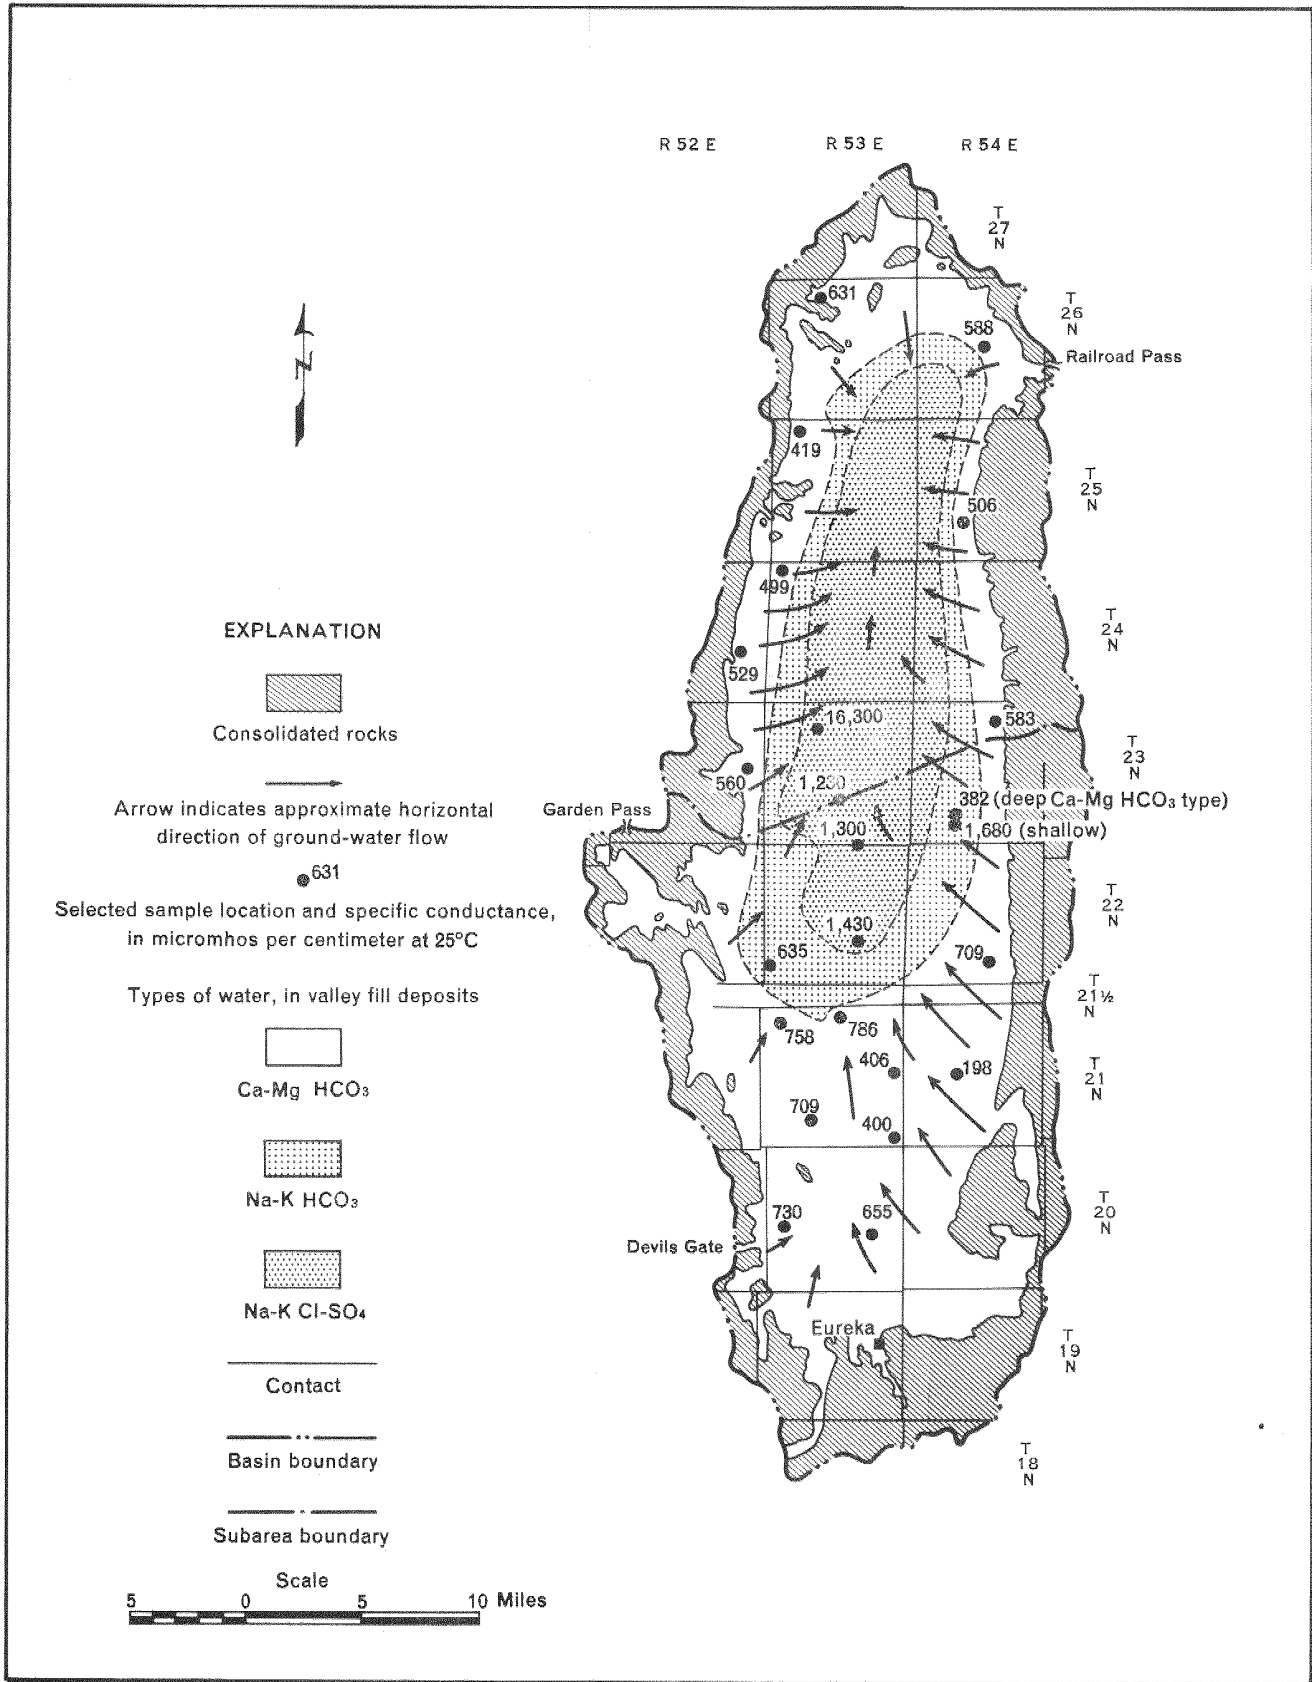 R 52 E R 53 E R 54 E
T
27
N
631
T
26
N
588
Railroad Pass
419
T
25
N
506
499
T
24
N
529
16,300
583
T
23
N
560
1,230
382 (deep Ca-Mg HCO₃ type)
Garden Pass
1,300
1,680 (shallow)
T
22
N
1,430
635
709
T
21½
N
758
786
406
198
T
21
N
709
400
T
20
N
730
655
Devils Gate
Eureka
T
19
N
T
18
N
N
EXPLANATION
Consolidated rocks
Arrow indicates approximate horizontal
direction of ground-water flow
631
Selected sample location and specific conductance,
in micromhos per centimeter at 25°C
Types of water, in valley fill deposits
Ca-Mg HCO₃
Na-K HCO₃
Na-K Cl-SO₄
Contact
Basin boundary
Subarea boundary
Scale
5 0 5 10 Miles